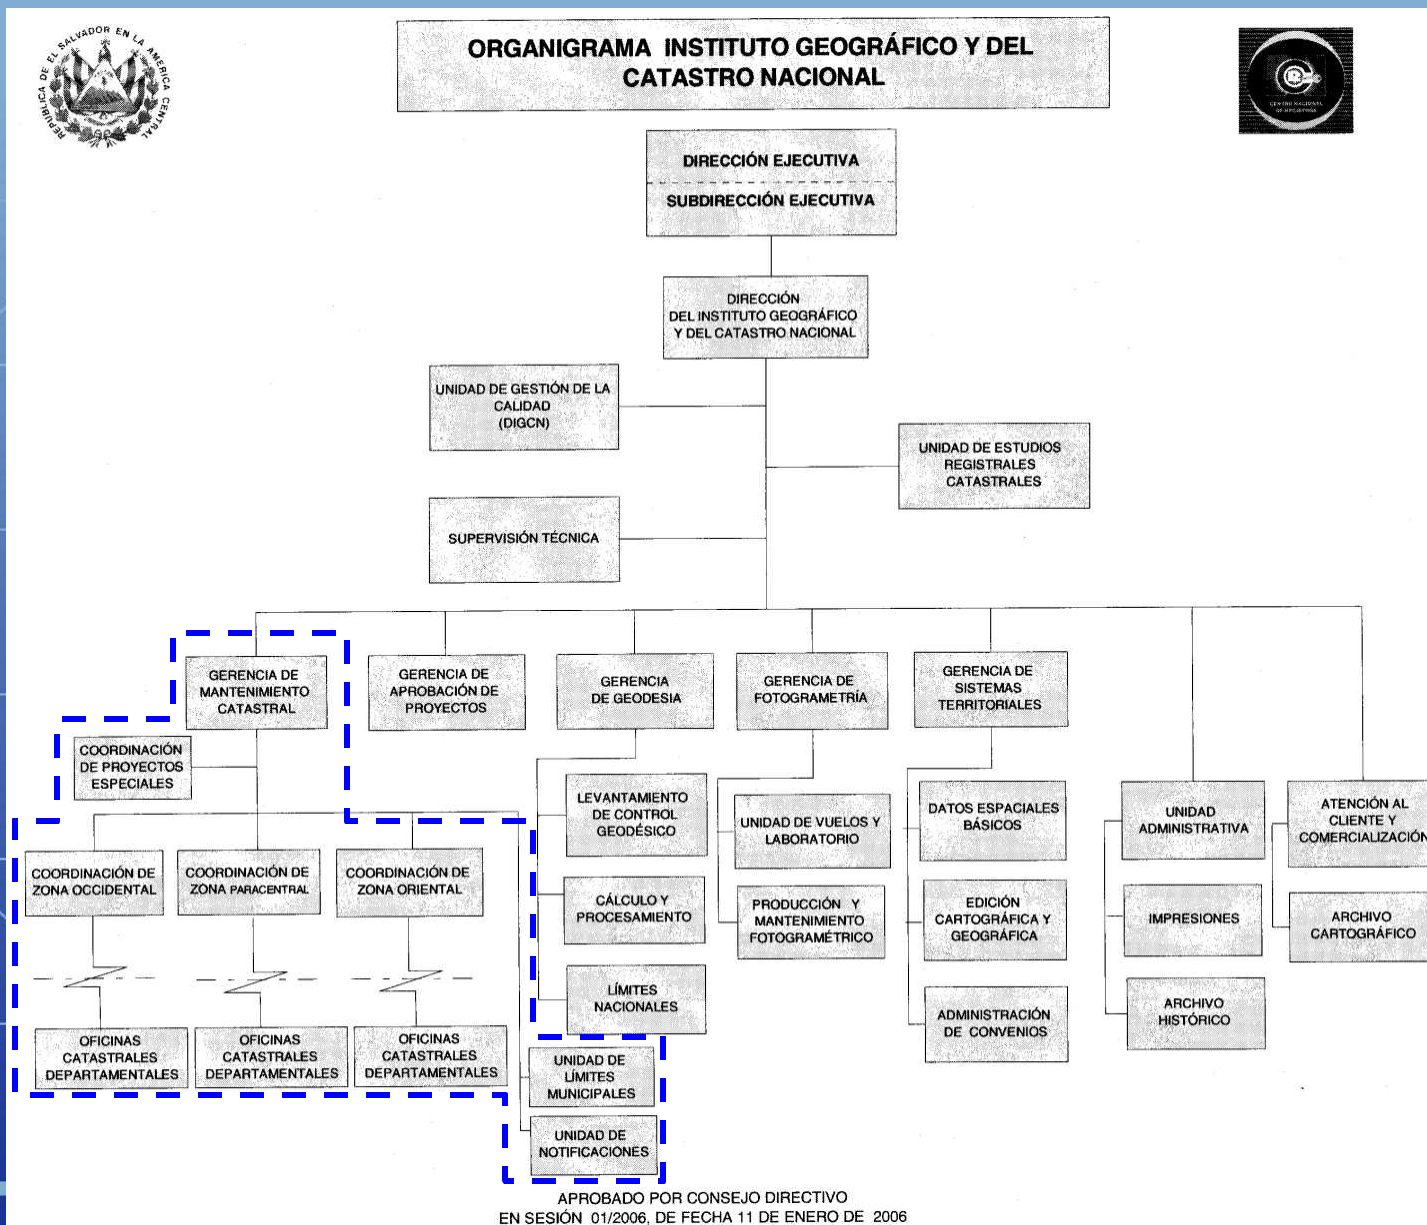 REPUBLICA DE EL SALVADOR EN LA AMERICA CENTRAL
ORGANIGRAMA INSTITUTO GEOGRÁFICO Y DEL
CATASTRO NACIONAL
CENTRO NACIONAL
DE REGISTROS
DIRECCIÓN EJECUTIVA
SUBDIRECCIÓN EJECUTIVA
DIRECCIÓN
DEL INSTITUTO GEOGRÁFICO
Y DEL CATASTRO NACIONAL
UNIDAD DE GESTIÓN DE LA
CALIDAD
(DIGCN)
UNIDAD DE ESTUDIOS
REGISTRALES
CATASTRALES
SUPERVISIÓN TÉCNICA
GERENCIA DE
MANTENIMIENTO
CATASTRAL
GERENCIA DE
APROBACIÓN DE
PROYECTOS
GERENCIA
DE GEODESIA
GERENCIA DE
FOTOGRAMETRÍA
GERENCIA DE
SISTEMAS
TERRITORIALES
COORDINACIÓN
DE PROYECTOS
ESPECIALES
LEVANTAMIENTO
DE CONTROL
GEODÉSICO
UNIDAD DE VUELOS Y
LABORATORIO
DATOS ESPACIALES
BÁSICOS
UNIDAD
ADMINISTRATIVA
ATENCIÓN AL
CLIENTE Y
COMERCIALIZACIÓN
COORDINACIÓN DE
ZONA OCCIDENTAL
COORDINACIÓN DE
ZONA PARACENTRAL
COORDINACIÓN DE
ZONA ORIENTAL
CÁLCULO Y
PROCESAMIENTO
PRODUCCIÓN Y
MANTENIMIENTO
FOTOGRAMÉTRICO
EDICIÓN
CARTOGRÁFICA Y
GEOGRÁFICA
IMPRESIONES
ARCHIVO
CARTOGRÁFICO
LÍMITES
NACIONALES
ADMINISTRACIÓN
DE CONVENIOS
ARCHIVO
HISTÓRICO
OFICINAS
CATASTRALES
DEPARTAMENTALES
OFICINAS
CATASTRALES
DEPARTAMENTALES
OFICINAS
CATASTRALES
DEPARTAMENTALES
UNIDAD DE
LÍMITES
MUNICIPALES
UNIDAD DE
NOTIFICACIONES
APROBADO POR CONSEJO DIRECTIVO
EN SESIÓN 01/2006, DE FECHA 11 DE ENERO DE 2006